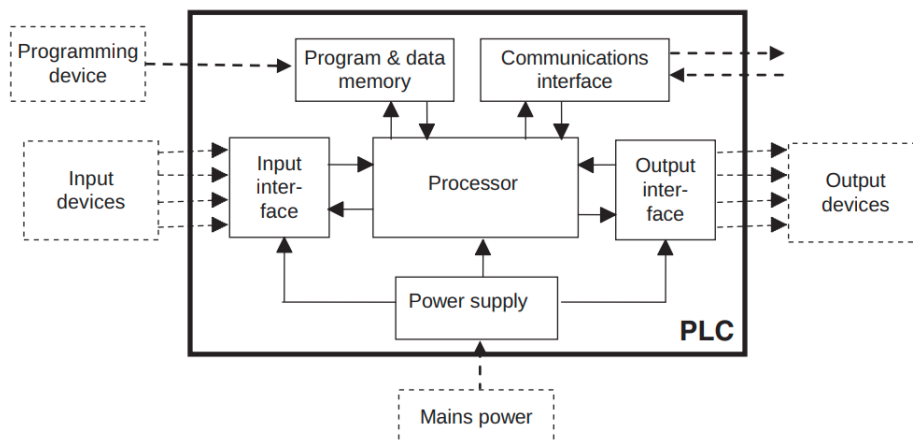 Programming
device
Program & data
memory
Communications
interface
Input
devices
Input
inter-
face
Processor
Output
inter-
face
Output
devices
Power supply
PLC
Mains power